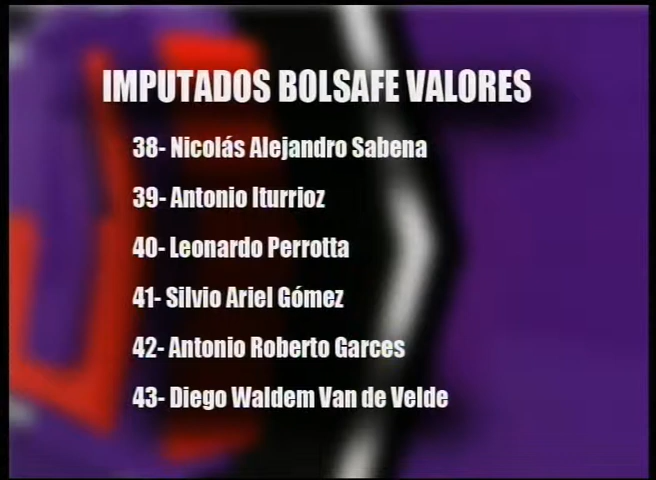 IMPUTADOS BOLSAFE VALORES
38- Nicolás Alejandro Sabena
39- Antonio Iturrioz
40- Leonardo Perrotta
41- Silvio Ariel Gómez
42- Antonio Roberto Garces
43- Diego Waldem Van de Velde